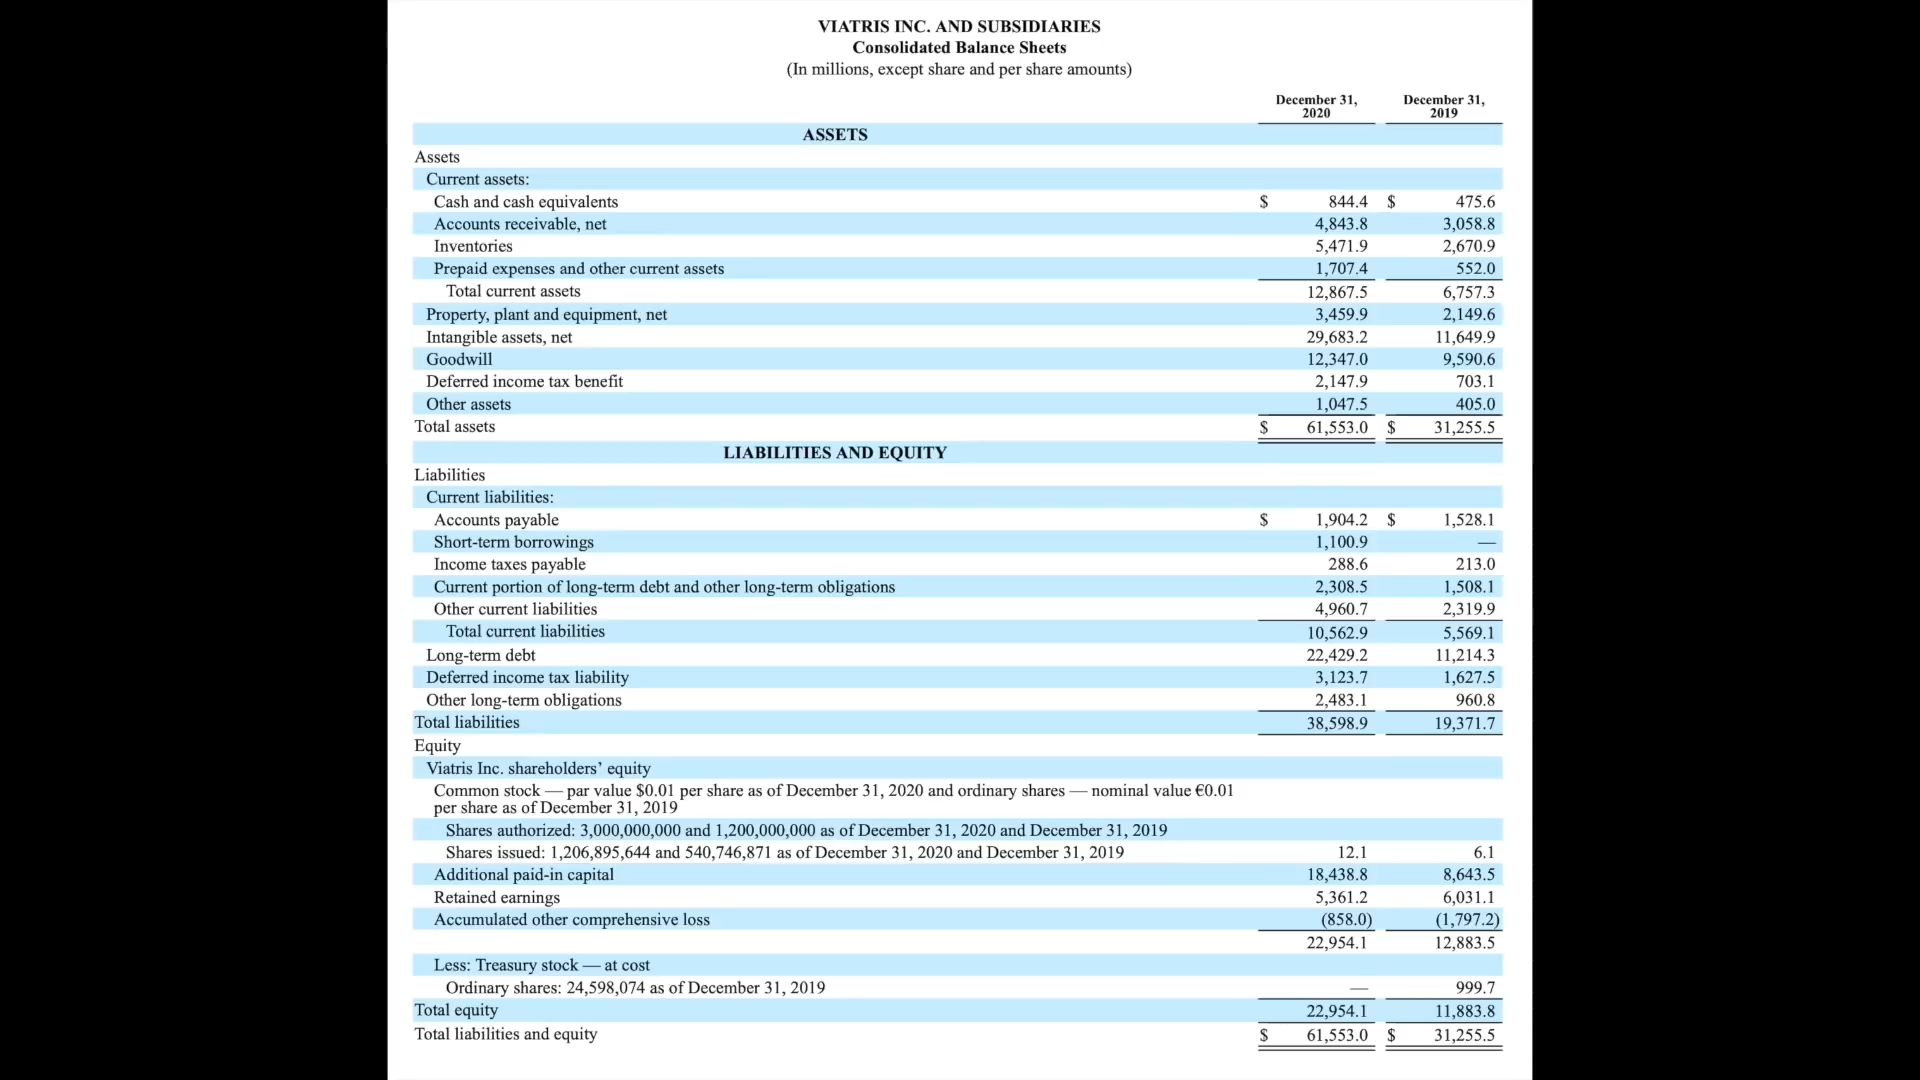 VIATRIS INC. AND SUBSIDIARIES
Consolidated Balance Sheets
(In millions, except share and per share amounts)
December 31, 2020 December 31, 2019
ASSETS
Assets
Current assets:
Cash and cash equivalents $ 844.4 $ 475.6
Accounts receivable, net 4,843.8 3,058.8
Inventories 5,471.9 2,670.9
Prepaid expenses and other current assets 1,707.4 552.0
Total current assets 12,867.5 6,757.3
Property, plant and equipment, net 3,459.9 2,149.6
Intangible assets, net 29,683.2 11,649.9
Goodwill 12,347.0 9,590.6
Deferred income tax benefit 2,147.9 703.1
Other assets 1,047.5 405.0
Total assets $ 61,553.0 $ 31,255.5
LIABILITIES AND EQUITY
Liabilities
Current liabilities:
Accounts payable $ 1,904.2 $ 1,528.1
Short-term borrowings 1,100.9 —
Income taxes payable 288.6 213.0
Current portion of long-term debt and other long-term obligations 2,308.5 1,508.1
Other current liabilities 4,960.7 2,319.9
Total current liabilities 10,562.9 5,569.1
Long-term debt 22,429.2 11,214.3
Deferred income tax liability 3,123.7 1,627.5
Other long-term obligations 2,483.1 960.8
Total liabilities 38,598.9 19,371.7
Equity
Viatris Inc. shareholders’ equity
Common stock — par value $0.01 per share as of December 31, 2020 and ordinary shares — nominal value €0.01
per share as of December 31, 2019
Shares authorized: 3,000,000,000 and 1,200,000,000 as of December 31, 2020 and December 31, 2019
Shares issued: 1,206,895,644 and 540,746,871 as of December 31, 2020 and December 31, 2019 12.1 6.1
Additional paid-in capital 18,438.8 8,643.5
Retained earnings 5,361.2 6,031.1
Accumulated other comprehensive loss (858.0) (1,797.2)
22,954.1 12,883.5
Less: Treasury stock — at cost
Ordinary shares: 24,598,074 as of December 31, 2019 — 999.7
Total equity 22,954.1 11,883.8
Total liabilities and equity $ 61,553.0 $ 31,255.5